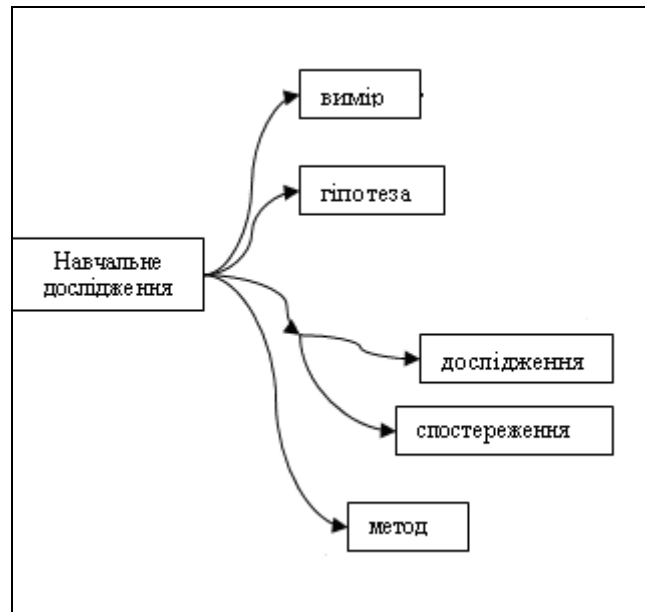 вимір
гіпотеза
Навчальне
дослідження
дослідження
спостереження
метод